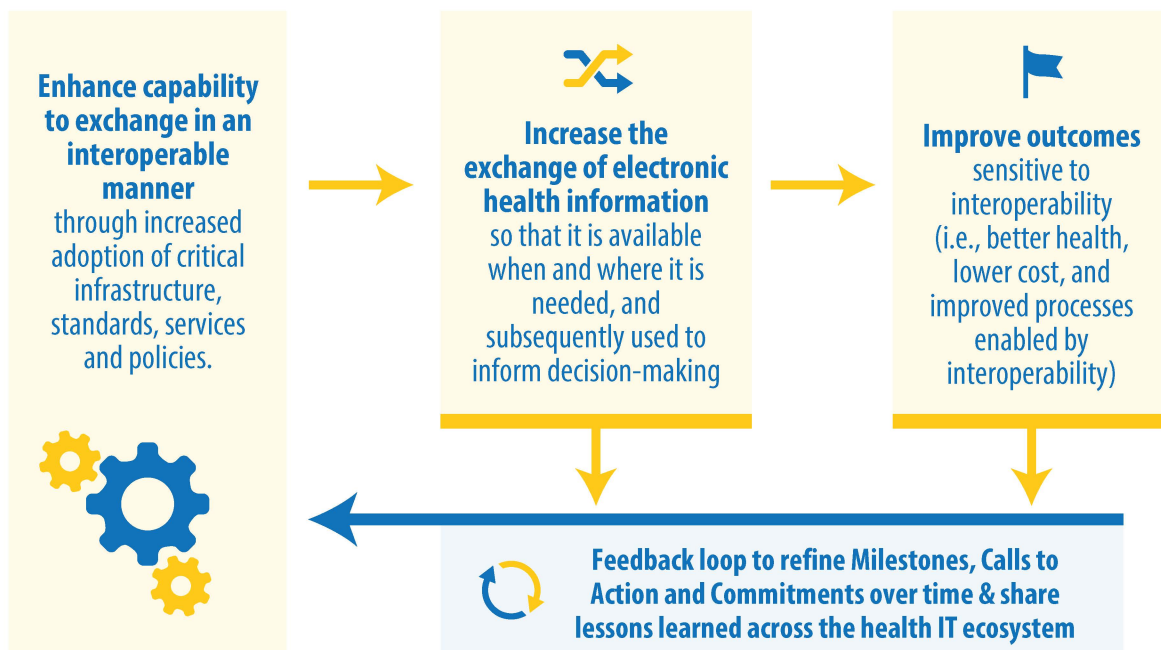 Enhance capability
to exchange in an
interoperable
manner
through increased
adoption of critical
infrastructure,
standards, services
and policies.
Increase the
exchange of electronic
health information
so that it is available
when and where it is
needed, and
subsequently used to
inform decision-making
Improve outcomes
sensitive to
interoperability
(i.e., better health,
lower cost, and
improved processes
enabled by
interoperability)
Feedback loop to refine Milestones, Calls to
Action and Commitments over time & share
lessons learned across the health IT ecosystem